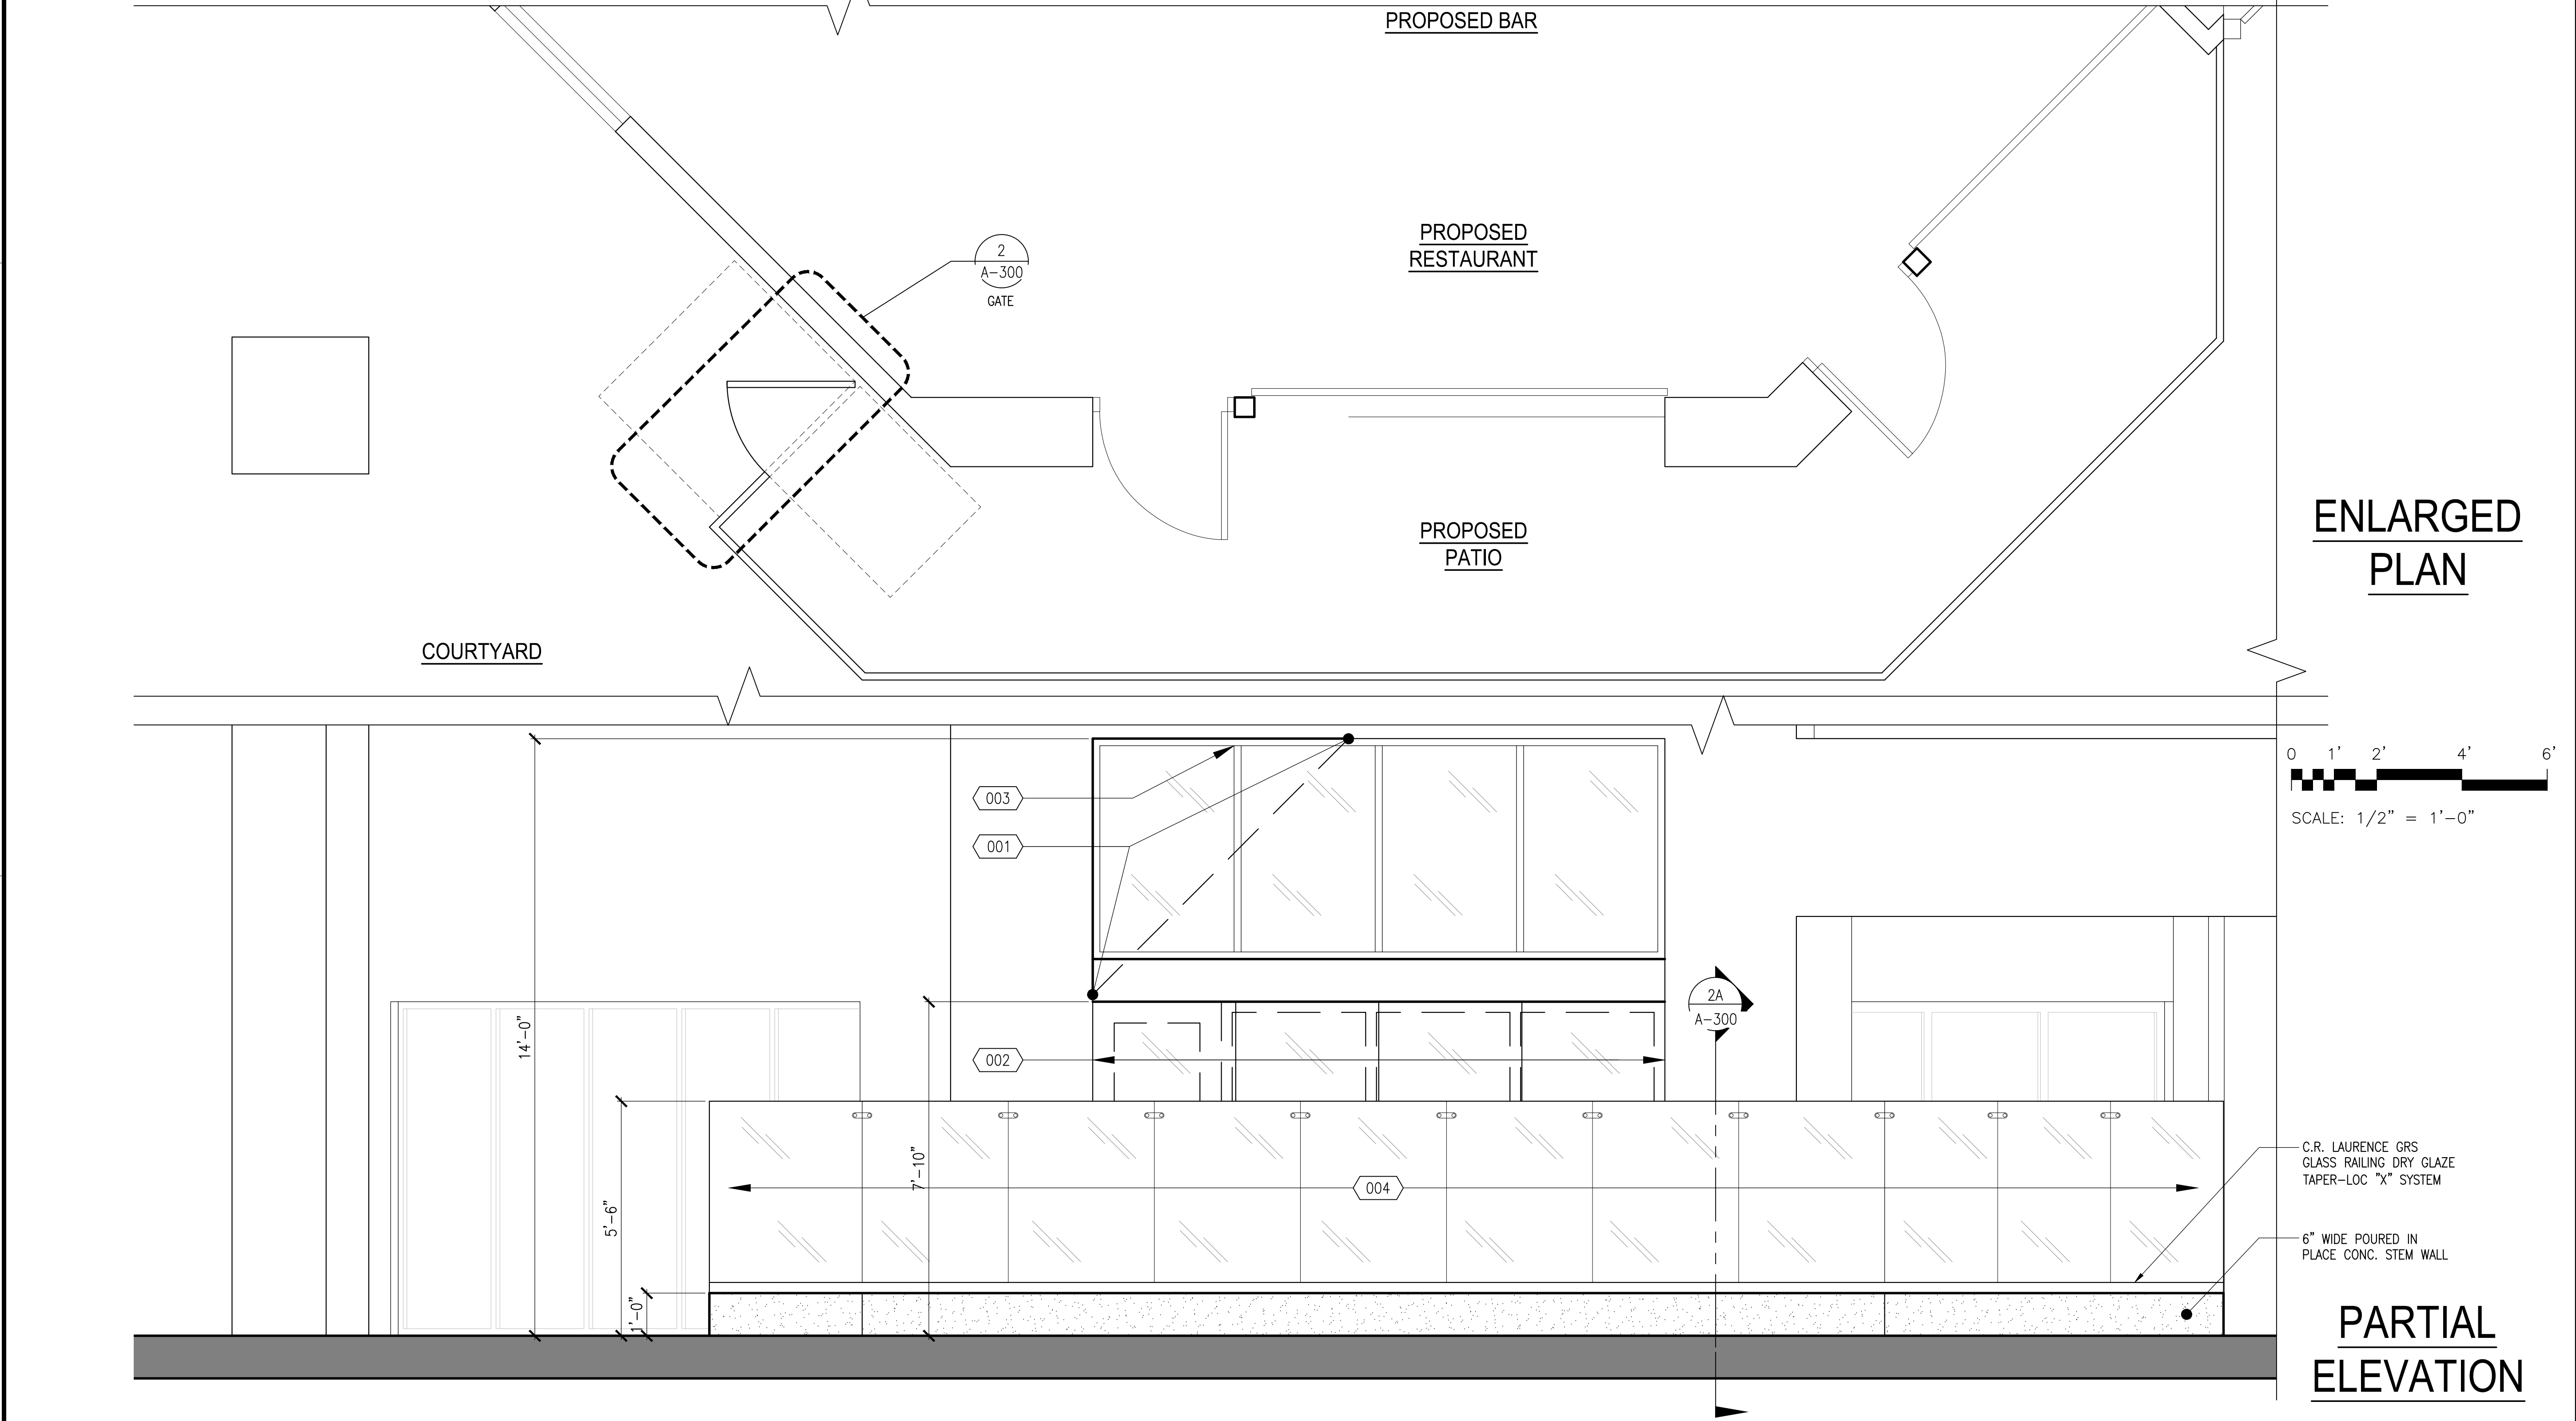 PROPOSED BAR
PROPOSED
RESTAURANT
2
A-300
GATE
PROPOSED
PATIO
ENLARGED
PLAN
COURTYARD
0 1' 2' 4' 6'
SCALE: 1/2" = 1'-0"
003
001
2A
A-300
14'-0"
002
7'-10"
5'-6"
004
1'-0"
C.R. LAURENCE GRS
GLASS RAILING DRY GLAZE
TAPER-LOC "X" SYSTEM
6" WIDE POURED IN
PLACE CONC. STEM WALL
PARTIAL
ELEVATION